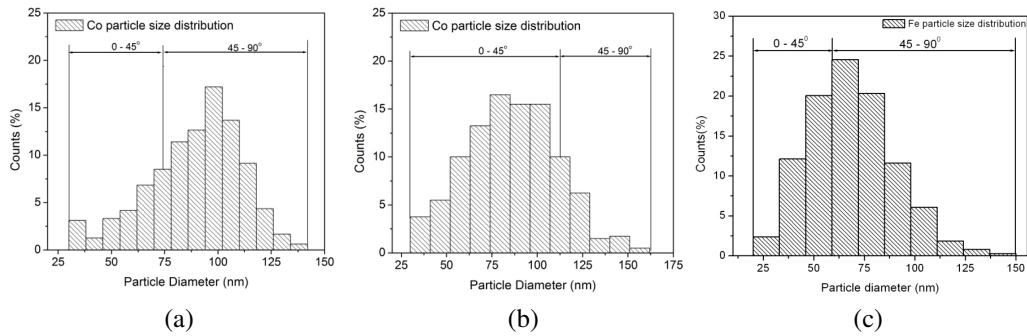 Co particle size distribution
0 - 45°
45 - 90°
Counts (%)
25
20
15
10
5
0
25
50
75
100
125
150
Particle Diameter (nm)
(a)
Co particle size distribution
0 - 45°
45 - 90°
Counts (%)
25
20
15
10
5
0
25
50
75
100
125
150
175
Particle Diameter (nm)
(b)
Fe particle size distribution
0 - 45⁰
45 - 90⁰
Counts(%)
30
25
20
15
10
5
0
25
50
75
100
125
150
Particle diameter (nm)
(c)